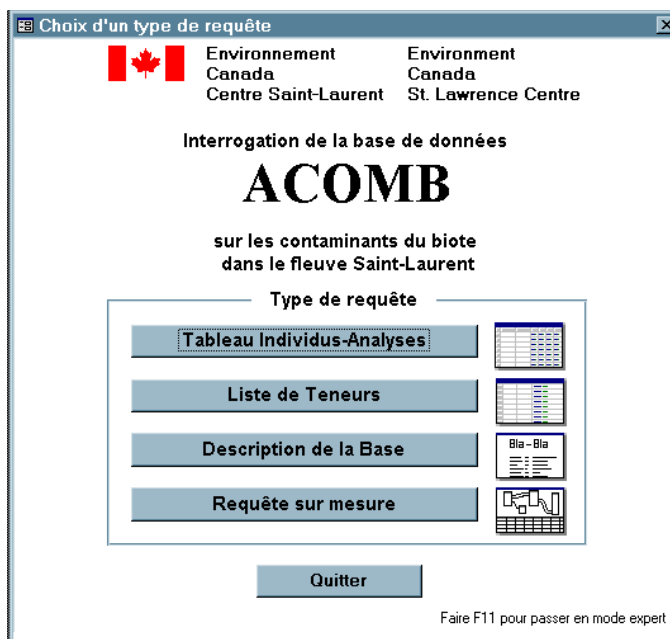 Choix d'un type de requête
Environnement
Canada
Centre Saint-Laurent
Environment
Canada
St. Lawrence Centre
Interrogation de la base de données
ACOMB
sur les contaminants du biote
dans le fleuve Saint-Laurent
Type de requête
Tableau Individus-Analyses
Liste de Teneurs
Description de la Base
Bla-Bla
Requête sur mesure
Quitter
Faire F11 pour passer en mode expert